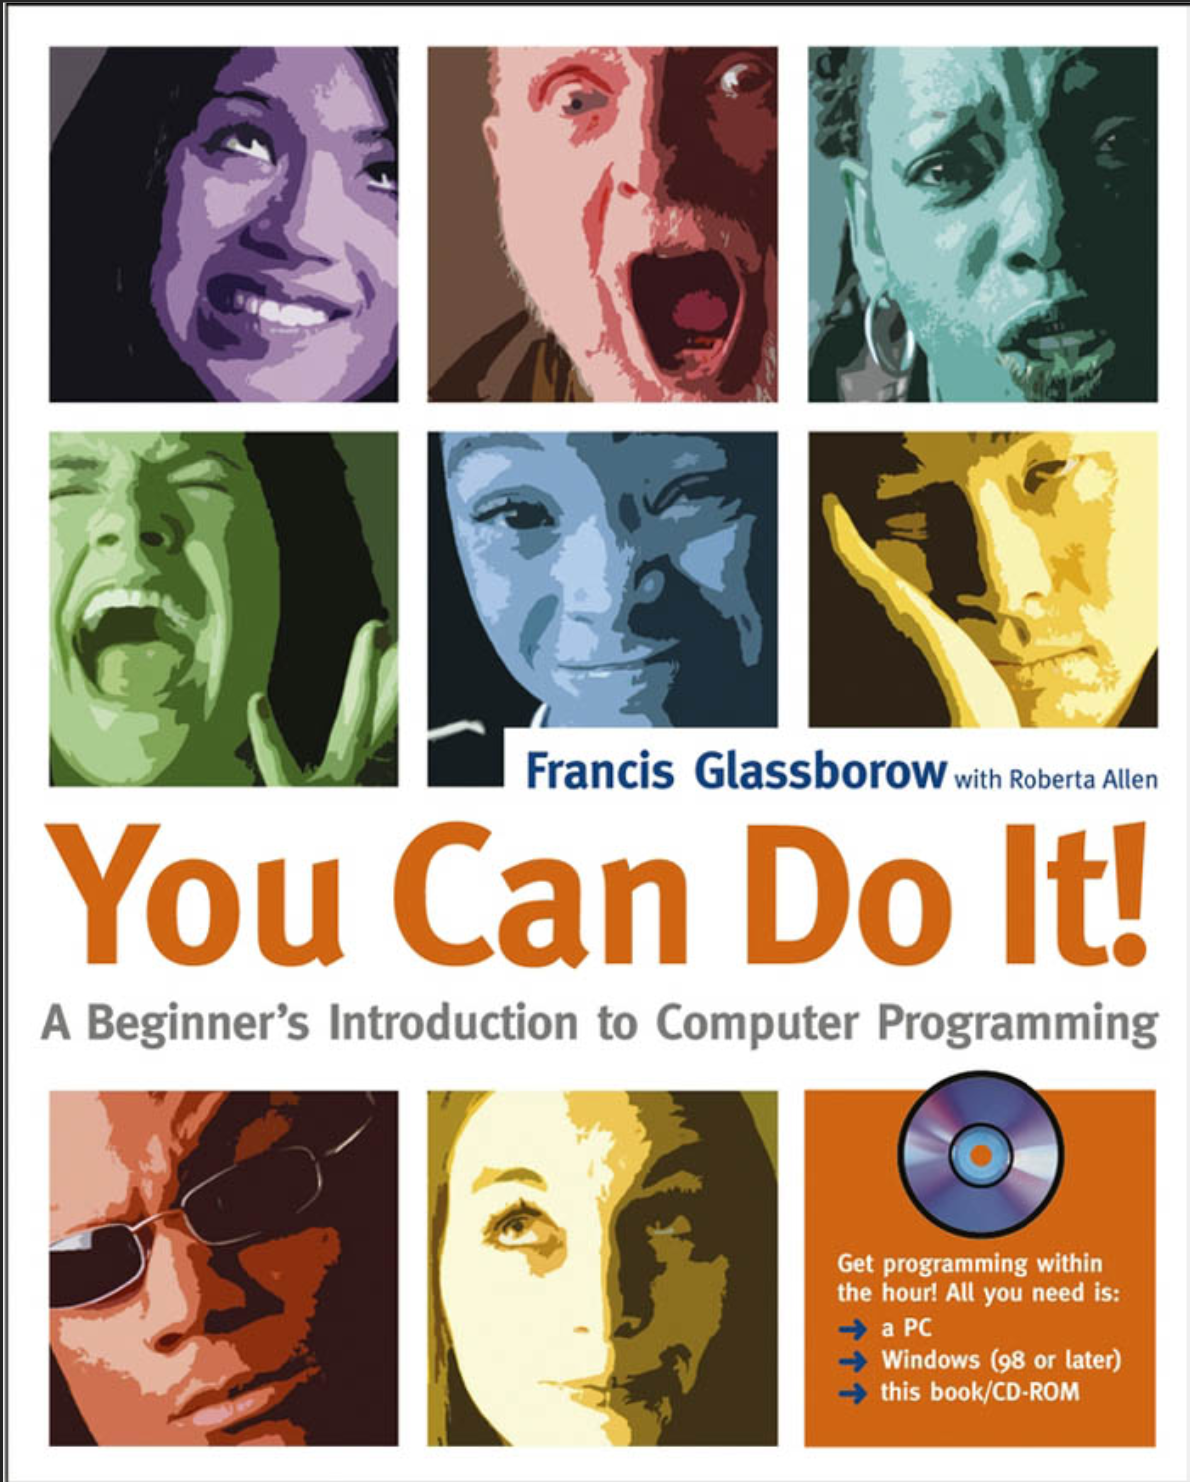 Francis Glassborow with Roberta Allen
You Can Do It!
A Beginner's Introduction to Computer Programming
Get programming within
the hour! All you need is:
→ a PC
→ Windows (98 or later)
→ this book/CD-ROM